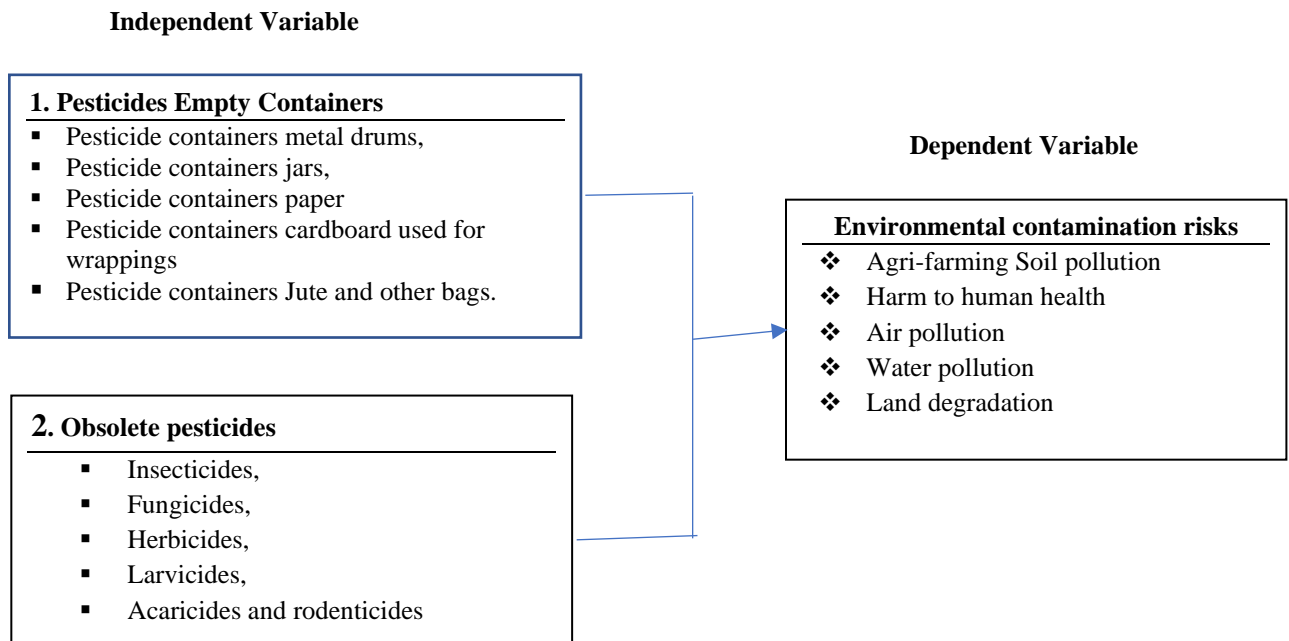 Independent Variable
1. Pesticides Empty Containers
▪ Pesticide containers metal drums,
▪ Pesticide containers jars,
▪ Pesticide containers paper
▪ Pesticide containers cardboard used for
wrappings
▪ Pesticide containers Jute and other bags.
2. Obsolete pesticides
▪ Insecticides,
▪ Fungicides,
▪ Herbicides,
▪ Larvicides,
▪ Acaricides and rodenticides
Dependent Variable
Environmental contamination risks
❖ Agri-farming Soil pollution
❖ Harm to human health
❖ Air pollution
❖ Water pollution
❖ Land degradation